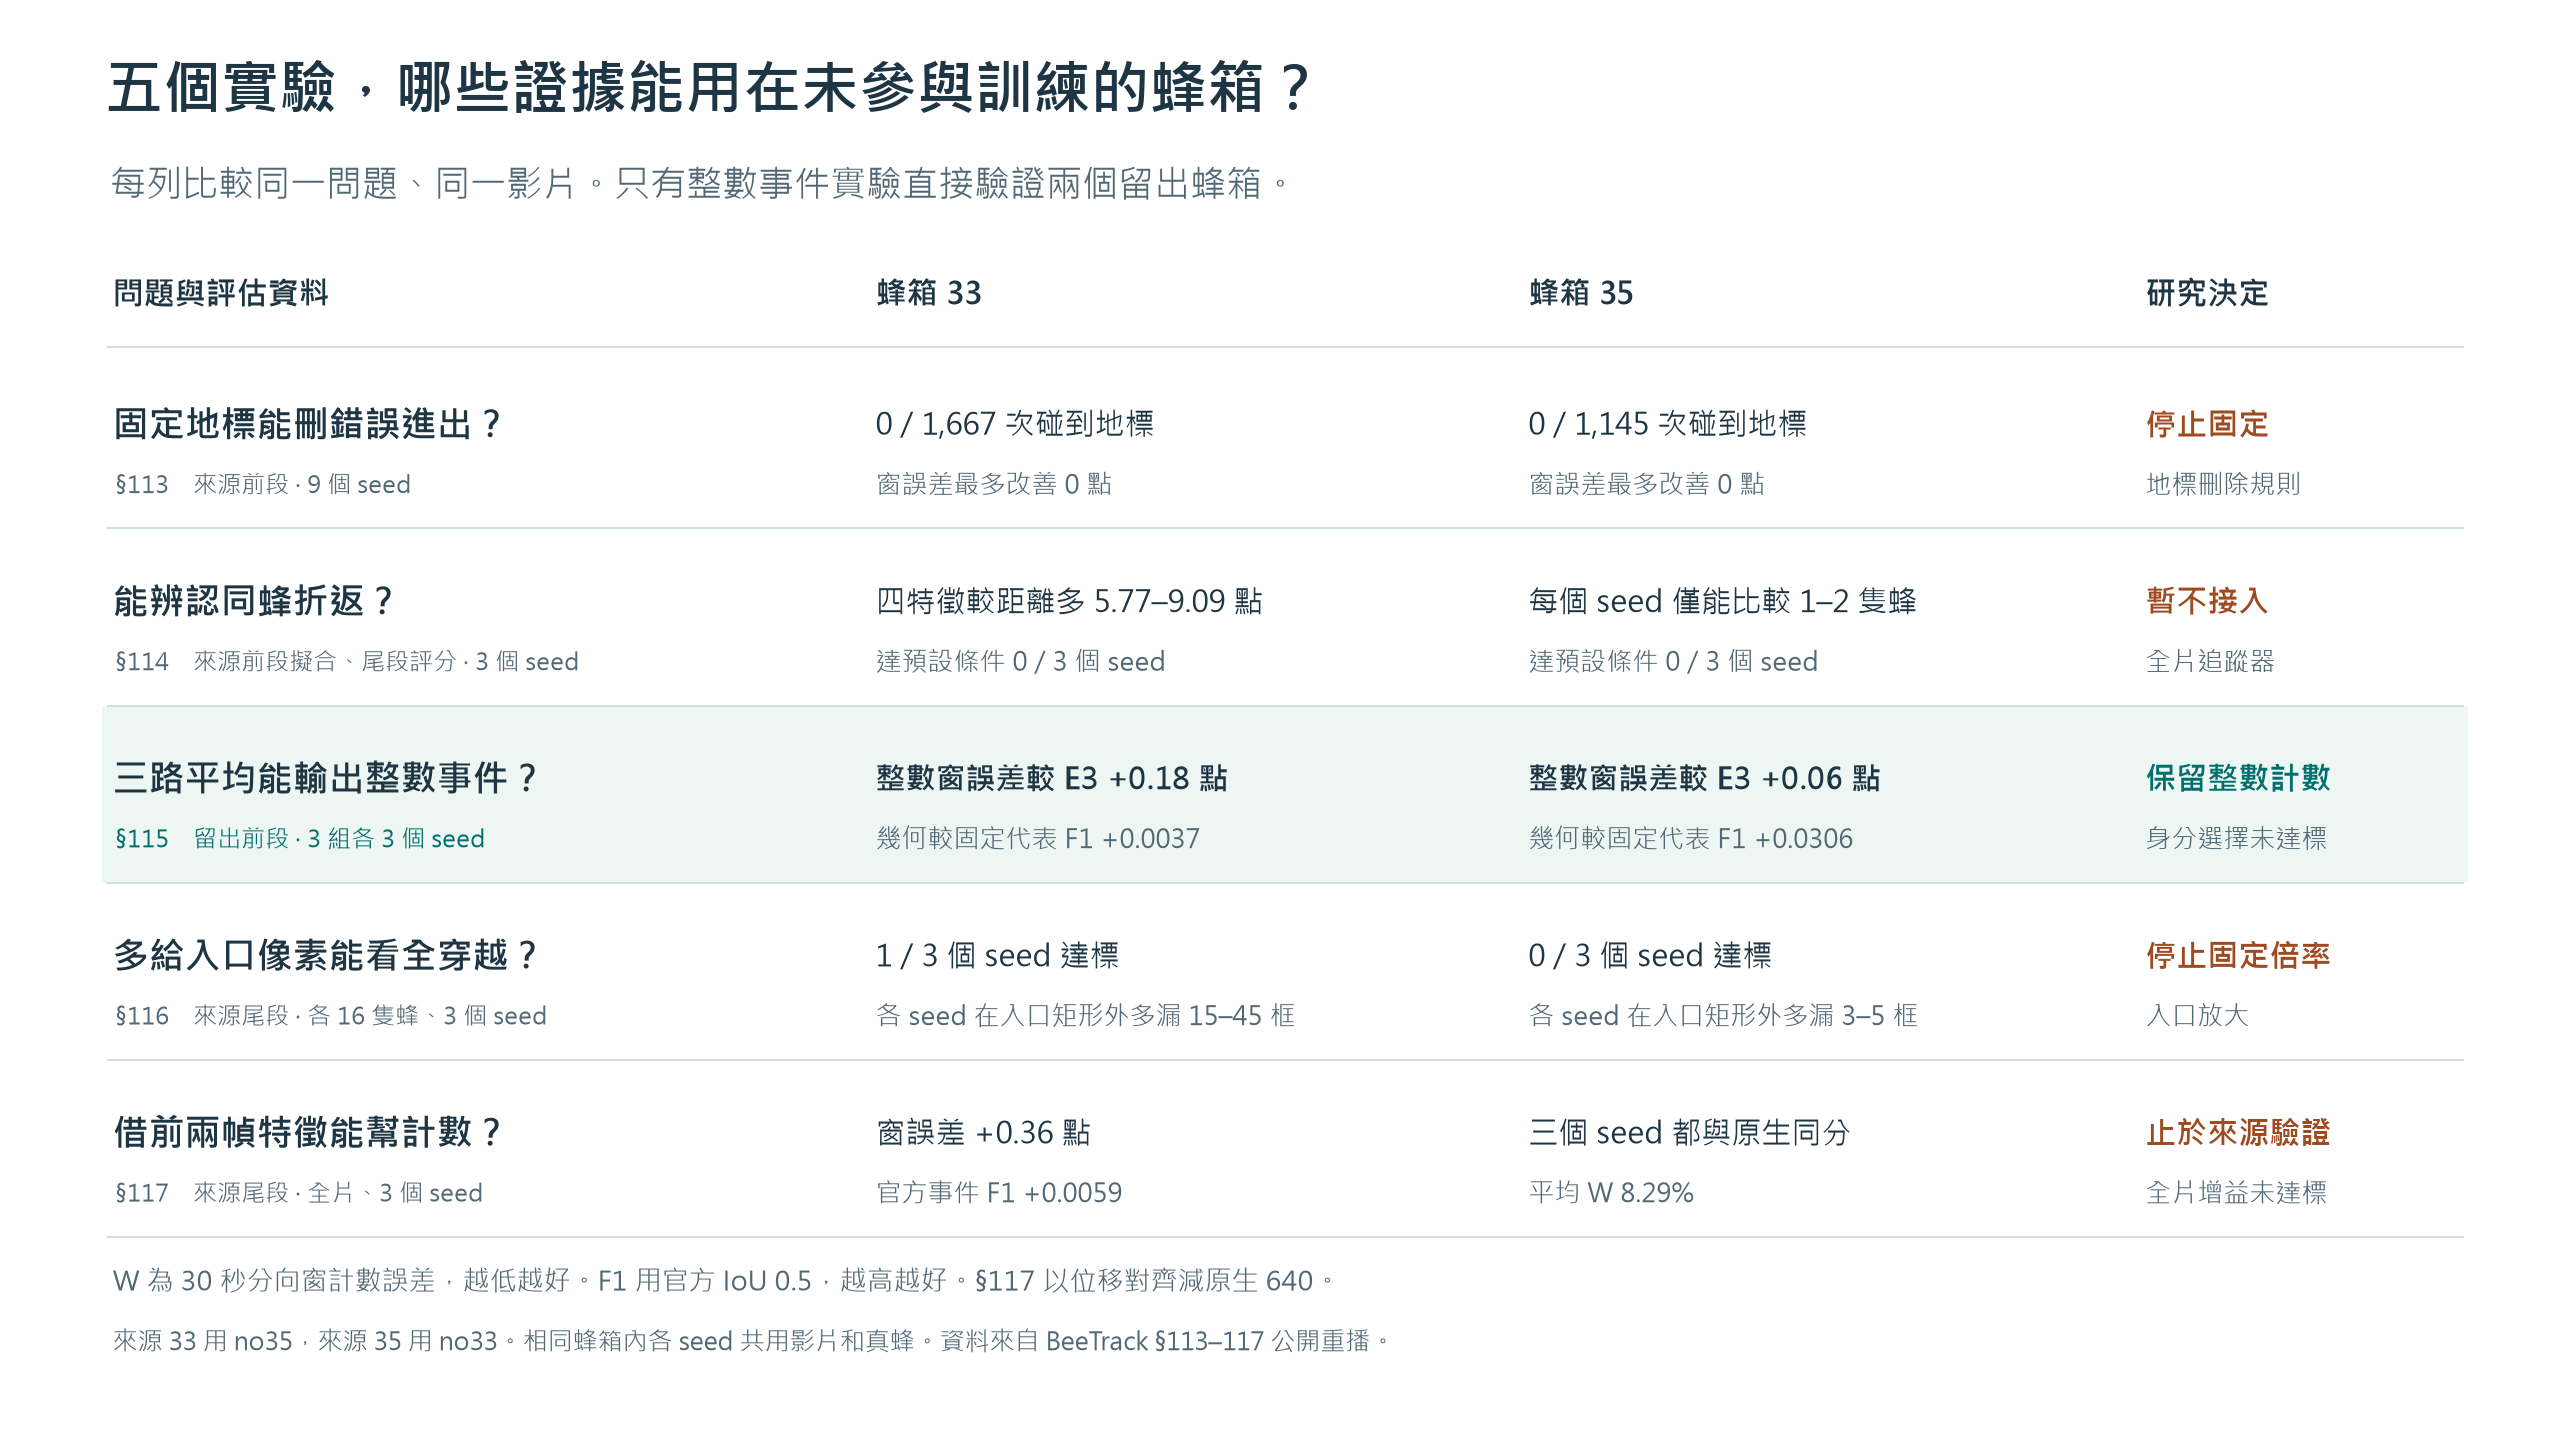 五個實驗，哪些證據能用在未參與訓練的蜂箱？
每列比較同一問題、同一影片。只有整數事件實驗直接驗證兩個留出蜂箱。
問題與評估資料 蜂箱 33 蜂箱 35 研究決定
固定地標能刪錯誤進出？ 0 / 1,667 次碰到地標 0 / 1,145 次碰到地標 停止固定
§113 來源前段 · 9 個 seed 窗誤差最多改善 0 點 窗誤差最多改善 0 點 地標刪除規則
能辨認同蜂折返？ 四特徵較距離多 5.77–9.09 點 每個 seed 僅能比較 1–2 隻蜂 暫不接入
§114 來源前段擬合、尾段評分 · 3 個 seed 達預設條件 0 / 3 個 seed 達預設條件 0 / 3 個 seed 全片追蹤器
三路平均能輸出整數事件？ 整數窗誤差較 E3 +0.18 點 整數窗誤差較 E3 +0.06 點 保留整數計數
§115 留出前段 · 3 組各 3 個 seed 幾何較固定代表 F1 +0.0037 幾何較固定代表 F1 +0.0306 身分選擇未達標
多給入口像素能看全穿越？ 1 / 3 個 seed 達標 0 / 3 個 seed 達標 停止固定倍率
§116 來源尾段 · 各 16 隻蜂、3 個 seed 各 seed 在入口矩形外多漏 15–45 框 各 seed 在入口矩形外多漏 3–5 框 入口放大
借前兩幀特徵能幫計數？ 窗誤差 +0.36 點 三個 seed 都與原生同分 止於來源驗證
§117 來源尾段 · 全片、3 個 seed 官方事件 F1 +0.0059 平均 W 8.29% 全片增益未達標
W 為 30 秒分向窗計數誤差，越低越好。F1 用官方 IoU 0.5，越高越好。§117 以位移對齊減原生 640。
來源 33 用 no35，來源 35 用 no33。相同蜂箱內各 seed 共用影片和真蜂。資料來自 BeeTrack §113–117 公開重播。